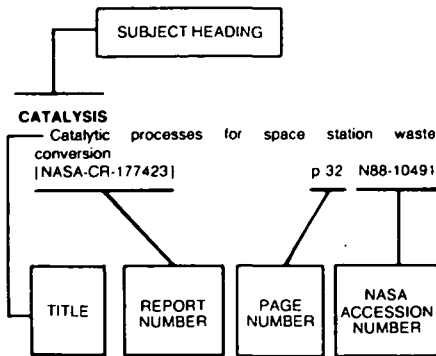 SUBJECT HEADING
CATALYSIS
Catalytic processes for space station waste
conversion
[NASA-CR-177423] p 32 N88-10491
TITLE
REPORT
NUMBER
PAGE
NUMBER
NASA
ACCESSION
NUMBER